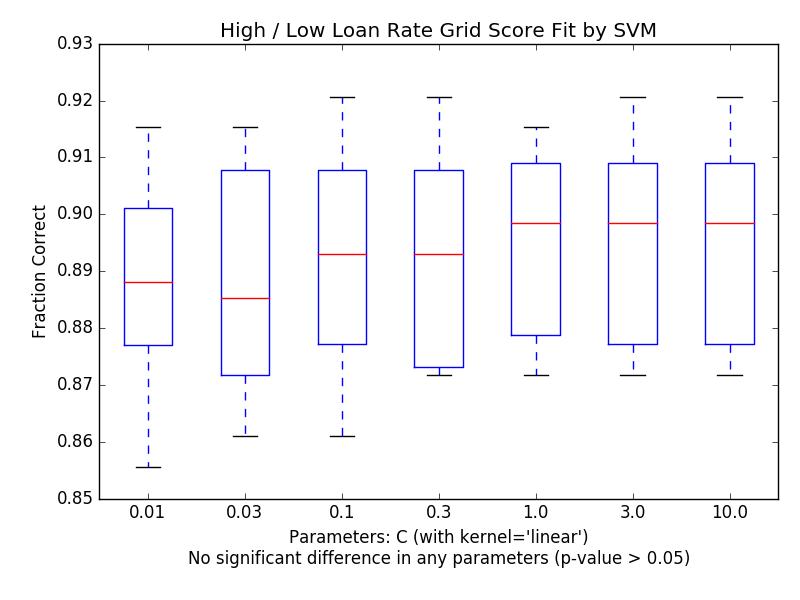 High / Low Loan Rate Grid Score Fit by SVM
0.93
0.92
0.91
0.90
0.89
0.88
0.87
0.86
0.85
Fraction Correct
0.01 0.03 0.1 0.3 1.0 3.0 10.0
Parameters: C (with kernel='linear')
No significant difference in any parameters (p-value > 0.05)